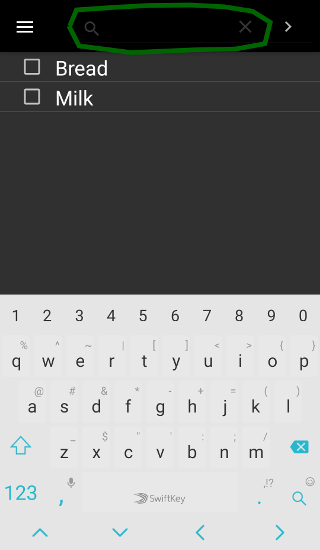 Bread
Milk
1 2 3 4 5 6 7 8 9 0
% ^ ~ | [ ] < > { }
q w e r t y u i o p
@ # & * - + = ( )
a s d f g h j k l
_ $ " ' : ; /
z x c v b n m
123 , SwiftKey . ,!?